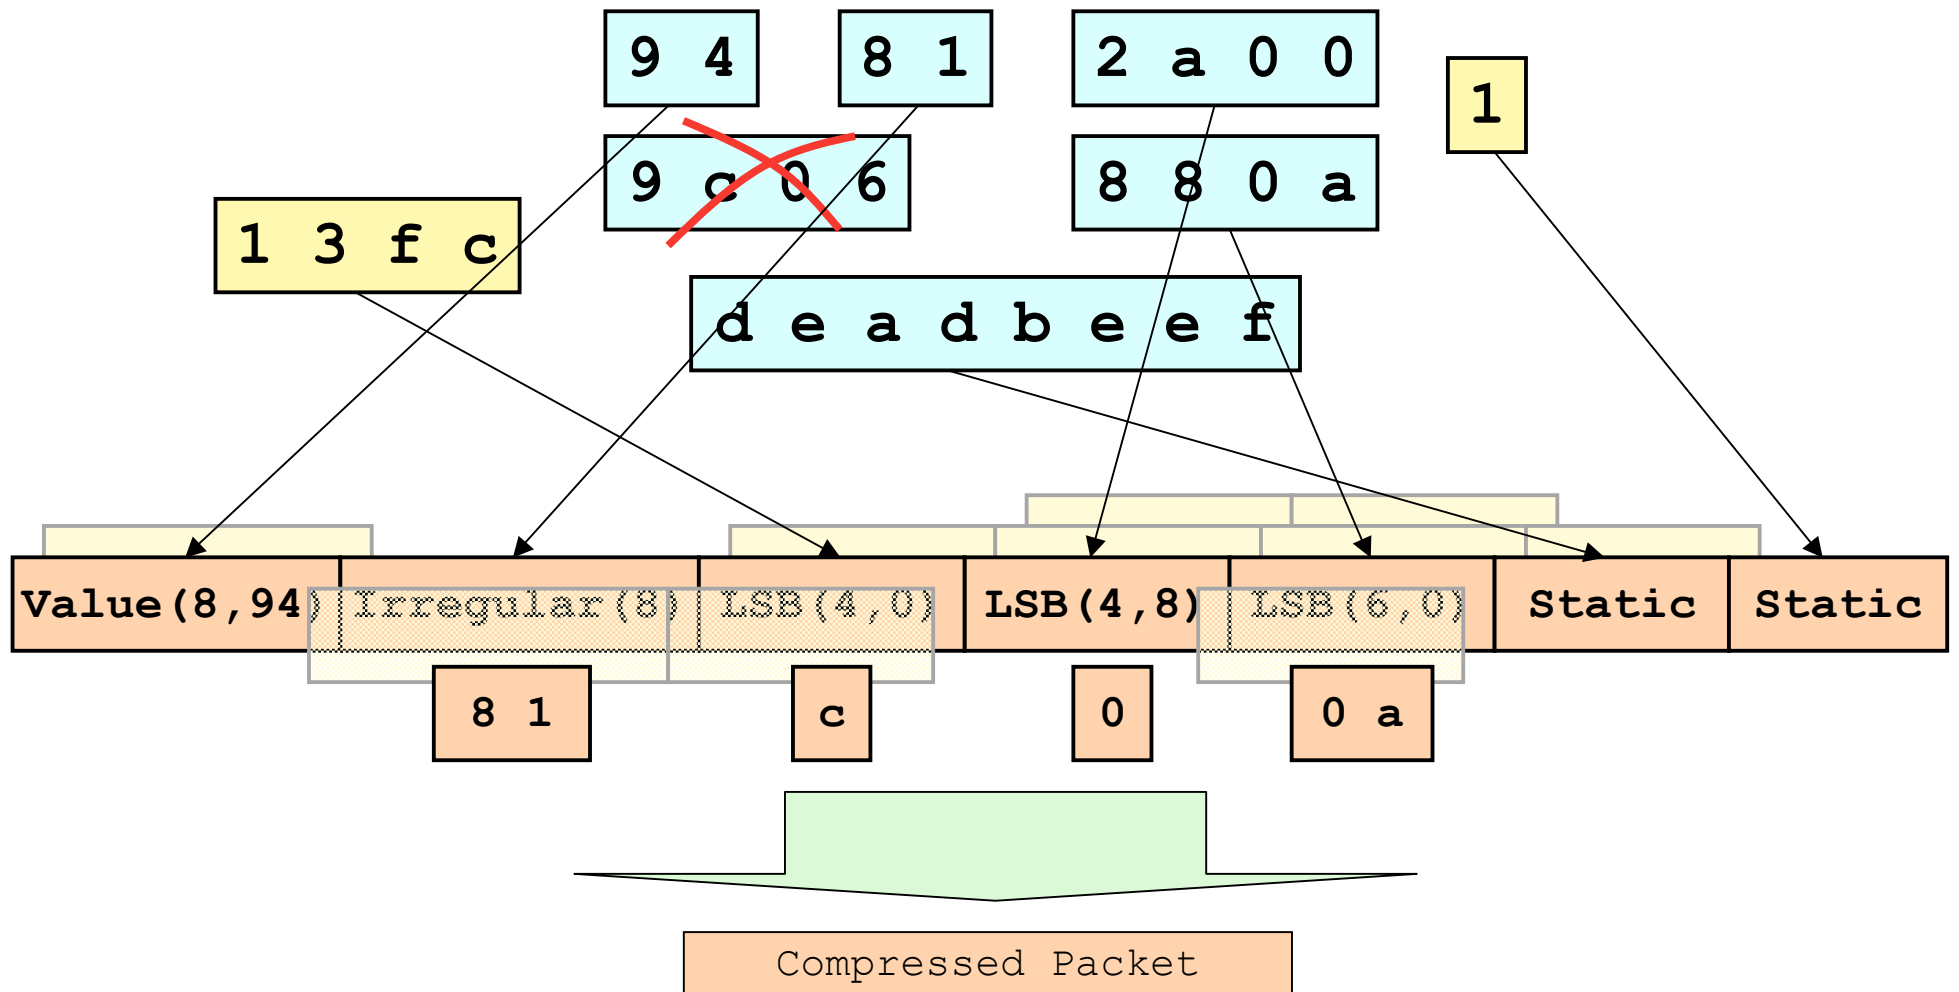 9 4
8 1
2 a 0 0
1
9 c 0 6
8 8 0 a
1 3 f c
d e a d b e e f
Value(8,94)
Irregular(8)
LSB(4,0)
LSB(4,8)
LSB(6,0)
Static
Static
8 1
c
0
0 a
Compressed Packet